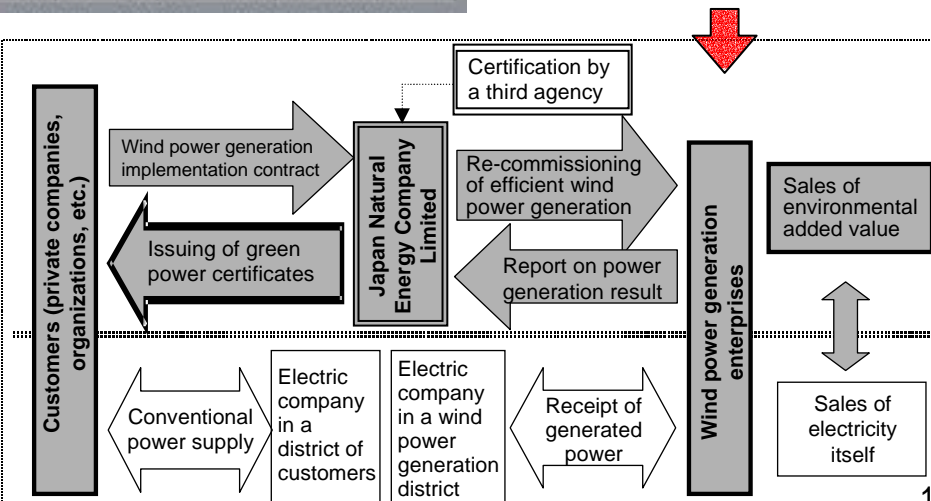 Certification by
a third agency
Customers (private companies,
organizations, etc.)
Wind power generation
implementation contract
Japan Natural
Energy Company
Limited
Re-commissioning
of efficient wind
power generation
Wind power generation
enterprises
Sales of
environmental
added value
Issuing of green
power certificates
Report on power
generation result
Conventional
power supply
Electric
company
in a
district of
customers
Electric
company
in a wind
power
generation
district
Receipt of
generated
power
Sales of
electricity
itself
1